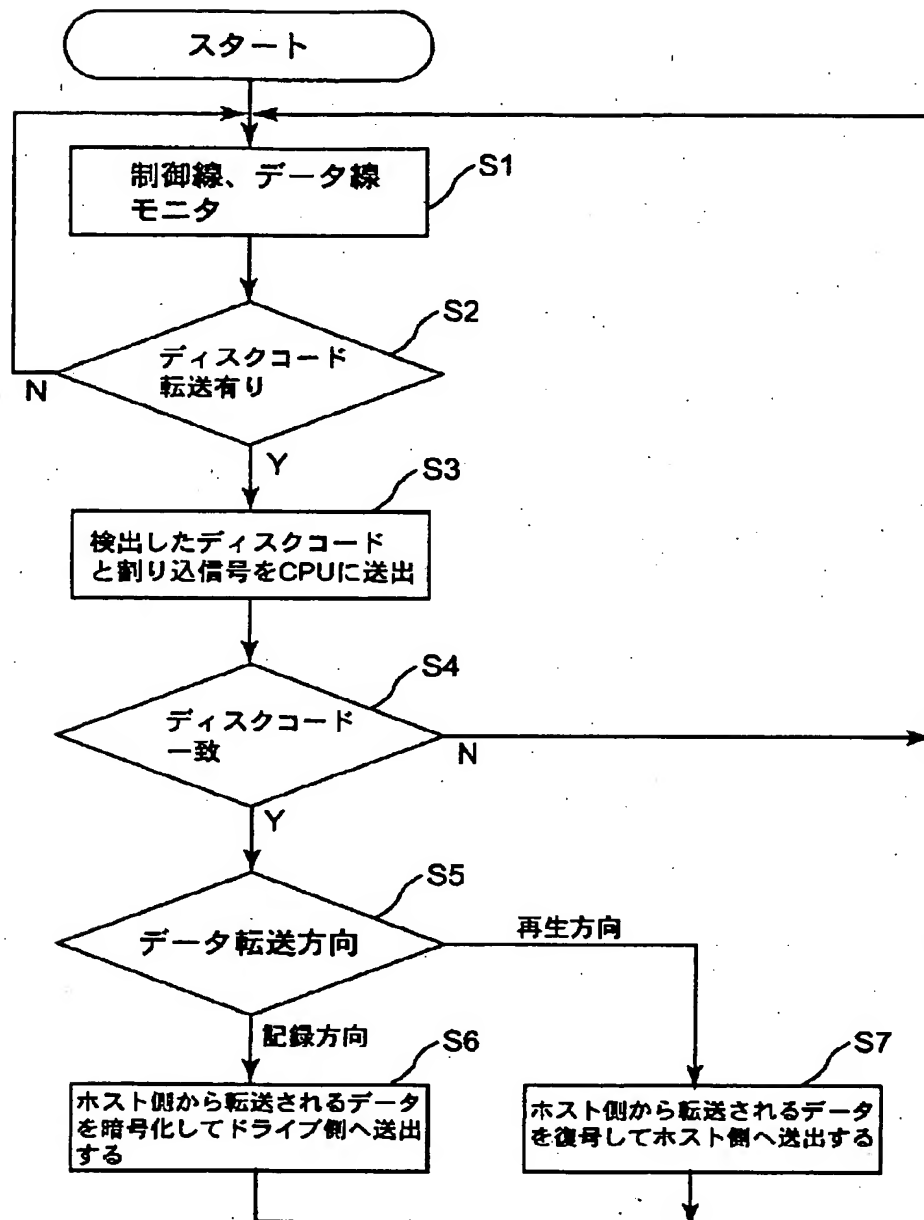 スタート
制御線、データ線
モニタ
S1
ディスクコード
転送有り
S2
N
Y
検出したディスクコード
と割り込信号をCPUに送出
S3
ディスクコード
一致
S4
N
Y
データ転送方向
S5
再生方向
記録方向
ホスト側から転送されるデータ
を暗号化してドライブ側へ送出
する
S6
ホスト側から転送されるデータ
を復号してホスト側へ送出する
S7